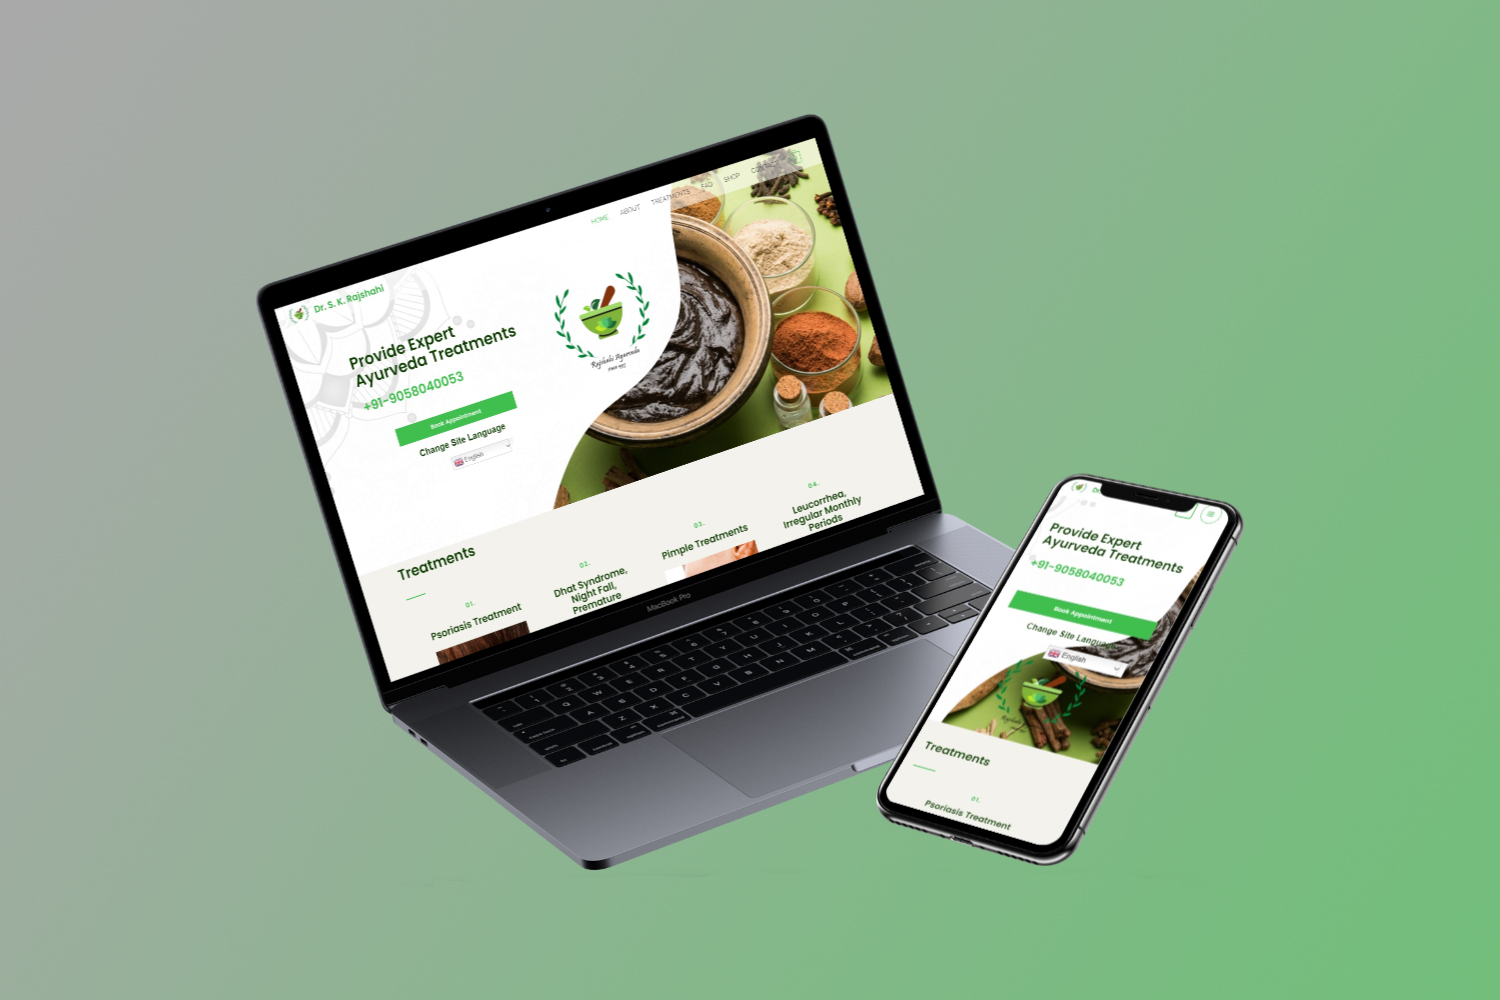 HOME ABOUT TREATMENTS FAQ SHOP CONTACT
Dr. S. K. Rajshahi
Provide Expert
Ayurveda Treatments
+91-9058040053
Book Appointment
Change Site Language
English
Rajshahi Ayurveda
Treatments
01.
Psoriasis Treatment
02.
Dhat Syndrome,
Night Fall,
Premature
03.
Pimple Treatments
04.
Leucorrhea,
Irregular Monthly
Periods
MacBook Pro
Provide Expert
Ayurveda Treatments
+91-9058040053
Book Appointment
Change Site Language
English
Treatments
01.
Psoriasis Treatment